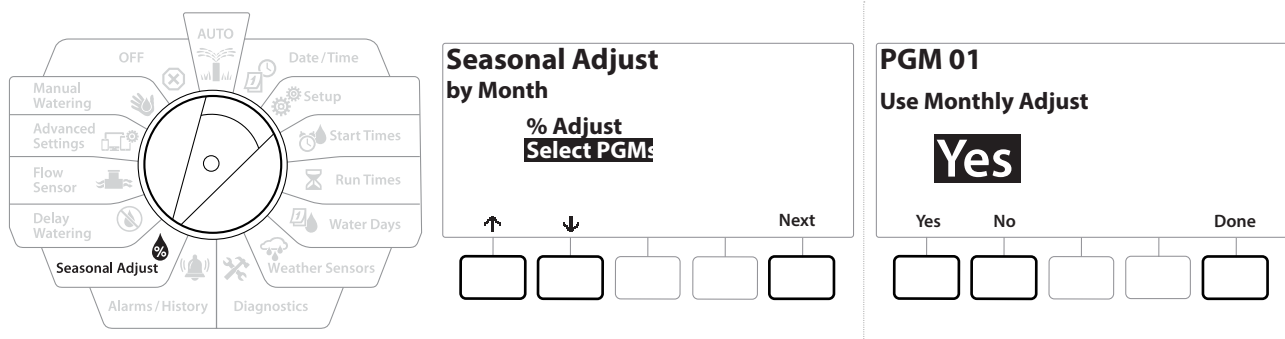 AUTO
OFF
Date / Time
Manual
Watering
Setup
Advanced
Settings
Start Times
Flow
Sensor
Run Times
Delay
Watering
Water Days
Seasonal Adjust
%
Weather Sensors
Alarms / History
Diagnostics
Seasonal Adjust
by Month
% Adjust
Select PGMs
↑ ↓ Next
PGM 01
Use Monthly Adjust
Yes
Yes No Done